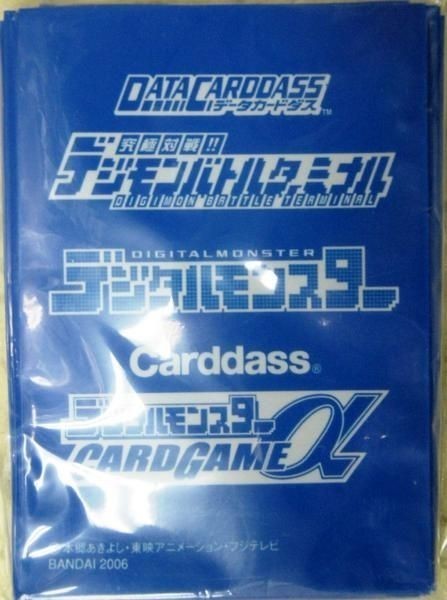 DATACARDDASS
データカードダス™
究極対戦!!
デジモンバトルターミナル
DIGIMON BATTLE TERMINAL
DIGITALMONSTER
デジタルモンスター
Carddass®
デジタルモンスター
CARDGAME α
©本郷あきよし・東映アニメーション・フジテレビ
BANDAI 2006